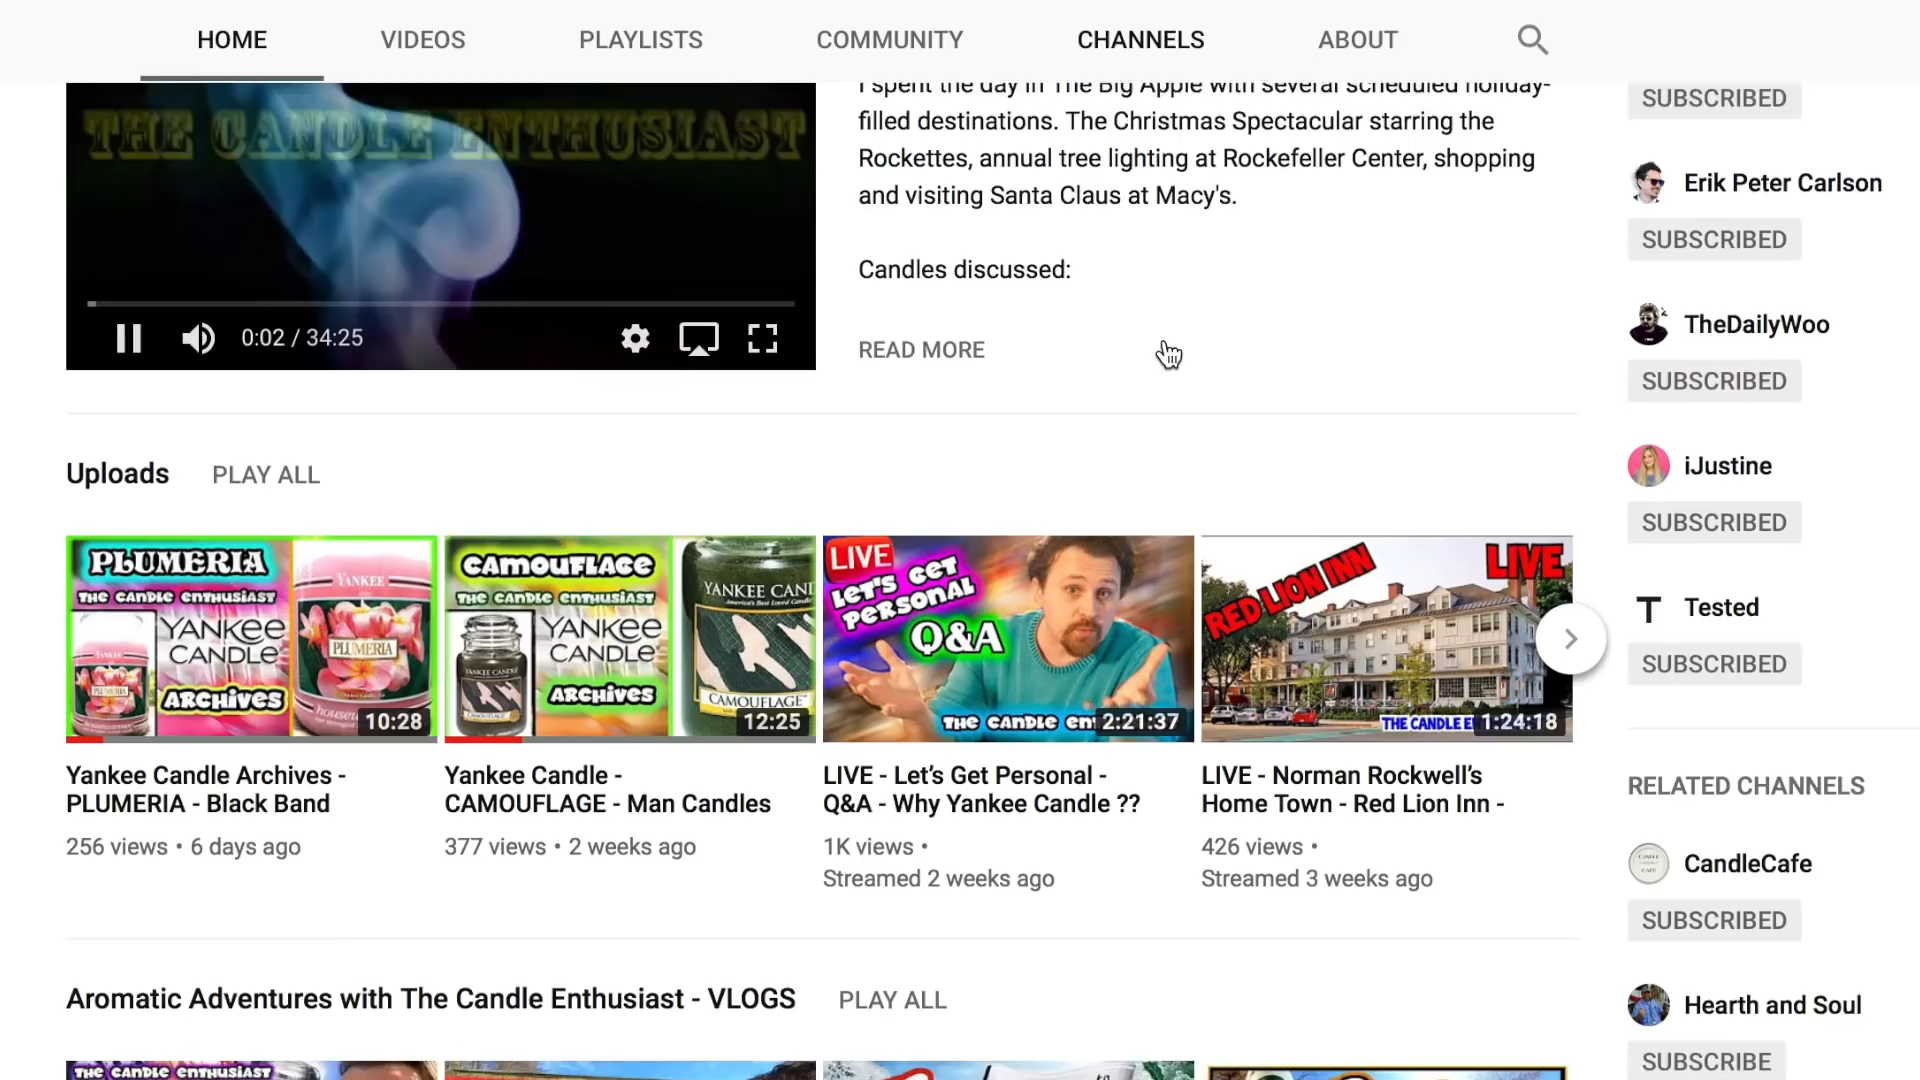 HOME VIDEOS PLAYLISTS COMMUNITY CHANNELS ABOUT
THE CANDLE ENTHUSIAST
0:02 / 34:25
I spent the day in The Big Apple with several scheduled holiday-
filled destinations. The Christmas Spectacular starring the
Rockettes, annual tree lighting at Rockefeller Center, shopping
and visiting Santa Claus at Macy's.
Candles discussed:
READ MORE
Uploads PLAY ALL
PLUMERIA
THE CANDLE ENTHUSIAST
YANKEE
CANDLE
ARCHIVES
YANKEE
PLUMERIA
PLUMERIA
10:28
Yankee Candle Archives -
PLUMERIA - Black Band
256 views • 6 days ago
CAMOUFLAGE
THE CANDLE ENTHUSIAST
YANKEE
CANDLE
ARCHIVES
YANKEE CANDLE
YANKEE CAND
America's Best Loved Candle
CAMOUFLAGE
12:25
Yankee Candle -
CAMOUFLAGE - Man Candles
377 views • 2 weeks ago
LIVE
LET'S GET
PERSONAL
Q&A
THE CANDLE EN
2:21:37
LIVE - Let’s Get Personal -
Q&A - Why Yankee Candle ??
1K views •
Streamed 2 weeks ago
RED LION INN
LIVE
THE CANDLE E
1:24:18
LIVE - Norman Rockwell’s
Home Town - Red Lion Inn -
426 views •
Streamed 3 weeks ago
Aromatic Adventures with The Candle Enthusiast - VLOGS PLAY ALL
THE CANDLE ENTHUSIAST
SUBSCRIBED
Erik Peter Carlson
SUBSCRIBED
TheDailyWoo
SUBSCRIBED
iJustine
SUBSCRIBED
T Tested
SUBSCRIBED
RELATED CHANNELS
CandleCafe
SUBSCRIBED
Hearth and Soul
SUBSCRIBE